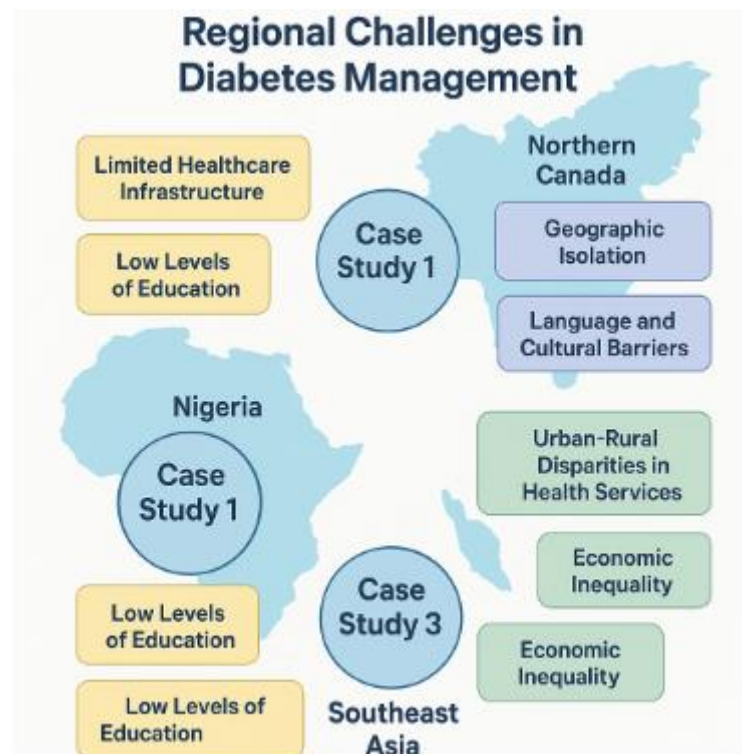 Regional Challenges in
Diabetes Management
Limited Healthcare
Infrastructure
Low Levels
of Education
Case
Study 1
Northern
Canada
Geographic
Isolation
Language and
Cultural Barriers
Nigeria
Case
Study 1
Low Levels
of Education
Low Levels of
Education
Urban-Rural
Disparities in
Health Services
Economic
Inequality
Economic
Inequality
Case
Study 3
Southeast
Asia